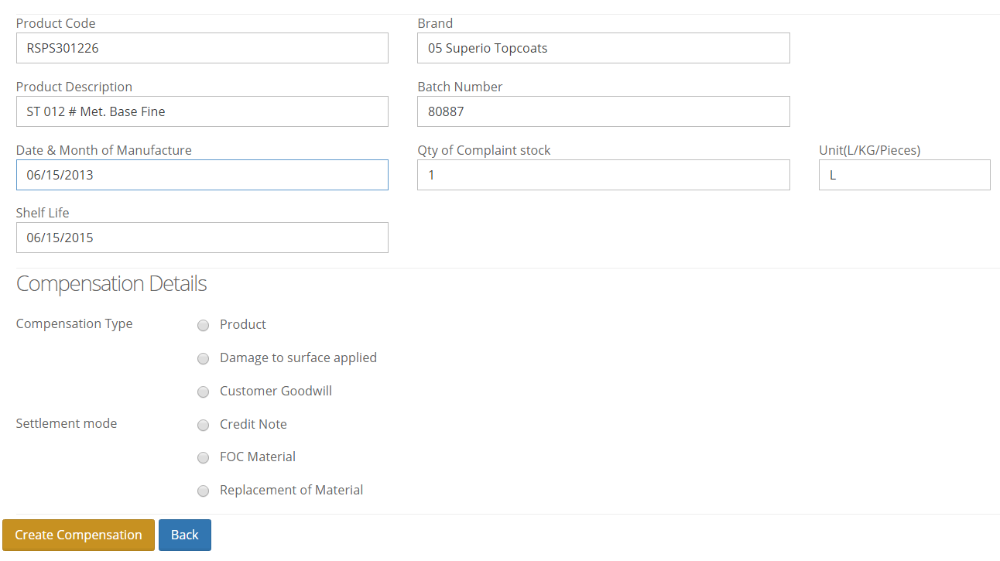 Product Code
Brand
RSPS301226
05 Superio Topcoats
Product Description
Batch Number
ST 012 # Met. Base Fine
80887
Date & Month of Manufacture
Qty of Complaint stock
Unit(L/KG/Pieces)
06/15/2013
1
L
Shelf Life
06/15/2015
Compensation Details
Compensation Type
Product
Damage to surface applied
Customer Goodwill
Settlement mode
Credit Note
FOC Material
Replacement of Material
Create Compensation
Back